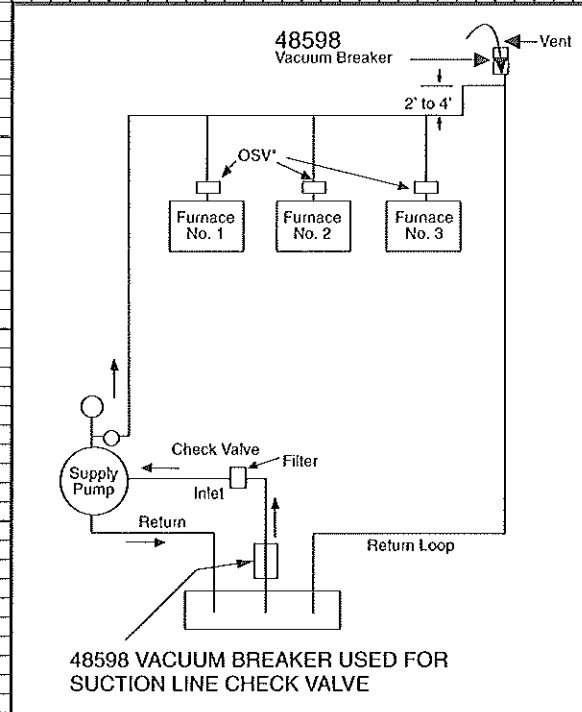 48598
Vacuum Breaker
Vent
2' to 4'
OSV*
Furnace
No. 1
Furnace
No. 2
Furnace
No. 3
Check Valve
Filter
Supply
Pump
Inlet
Return
Return Loop
48598 VACUUM BREAKER USED FOR
SUCTION LINE CHECK VALVE